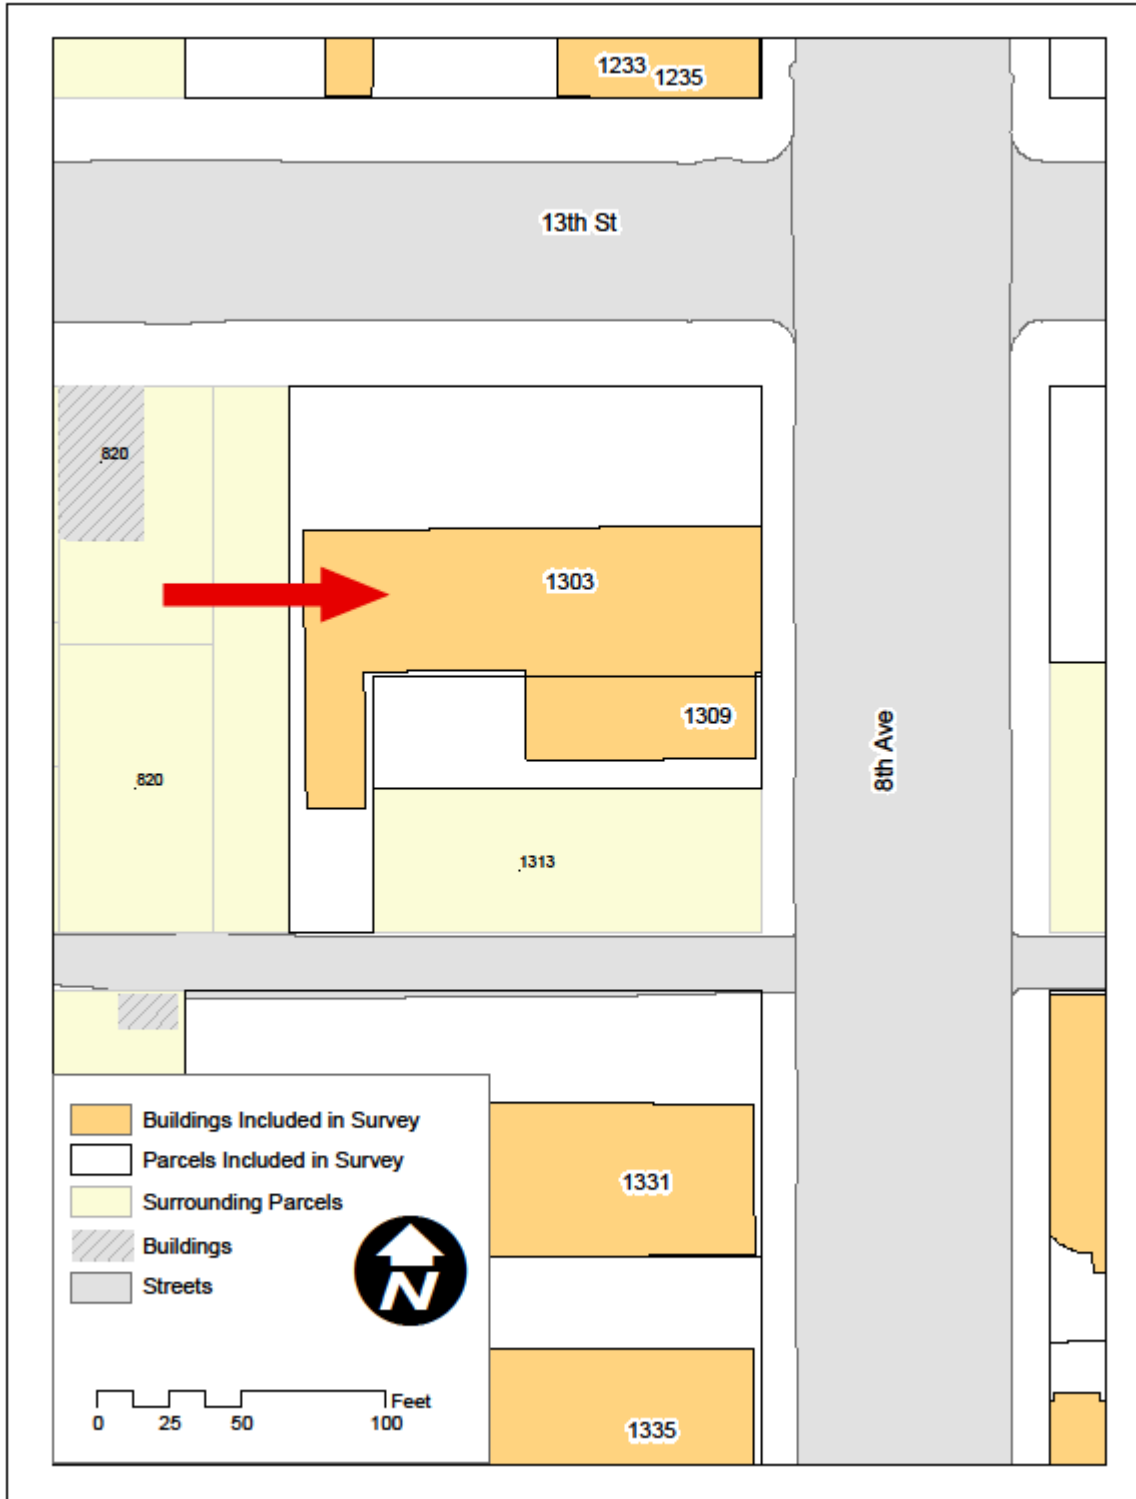 1233
1235
13th St
820
1303
1309
8th Ave
820
1313
Buildings Included in Survey
Parcels Included in Survey
1331
Surrounding Parcels
Buildings
Streets
N
Feet
0 25 50 100
1335